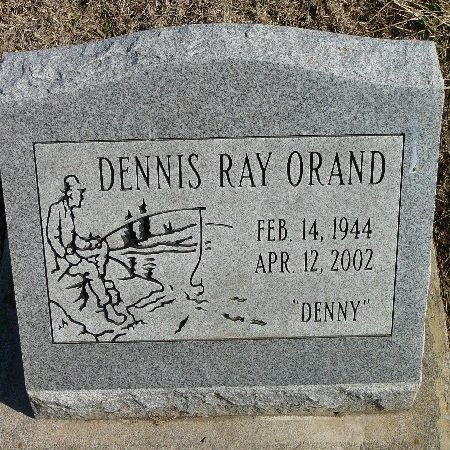 DENNIS RAY ORAND
FEB. 14, 1944
APR. 12, 2002
"DENNY"